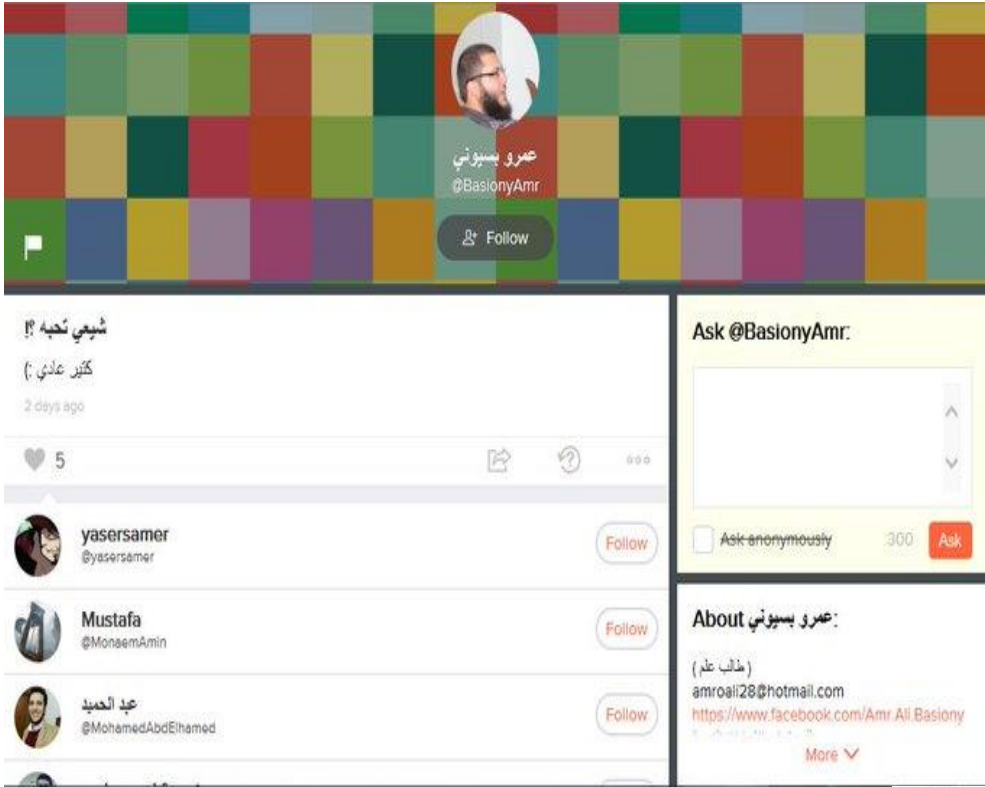 عمرو بسيوني
@BasionyAmr
Follow
شيعي تحبه ؟!
كتير عادي :)
2 days ago
5
yasersamer
@yasersamer
Follow
Mustafa
@MonaemAmin
Follow
عبد الحميد
@MohamedAbdElhamed
Follow
Ask @BasionyAmr:
Ask anonymously
300
Ask
About عمرو بسيوني:
(طالب علم)
amroali28@hotmail.com
https://www.facebook.com/Amr.Ali.Basiony
More